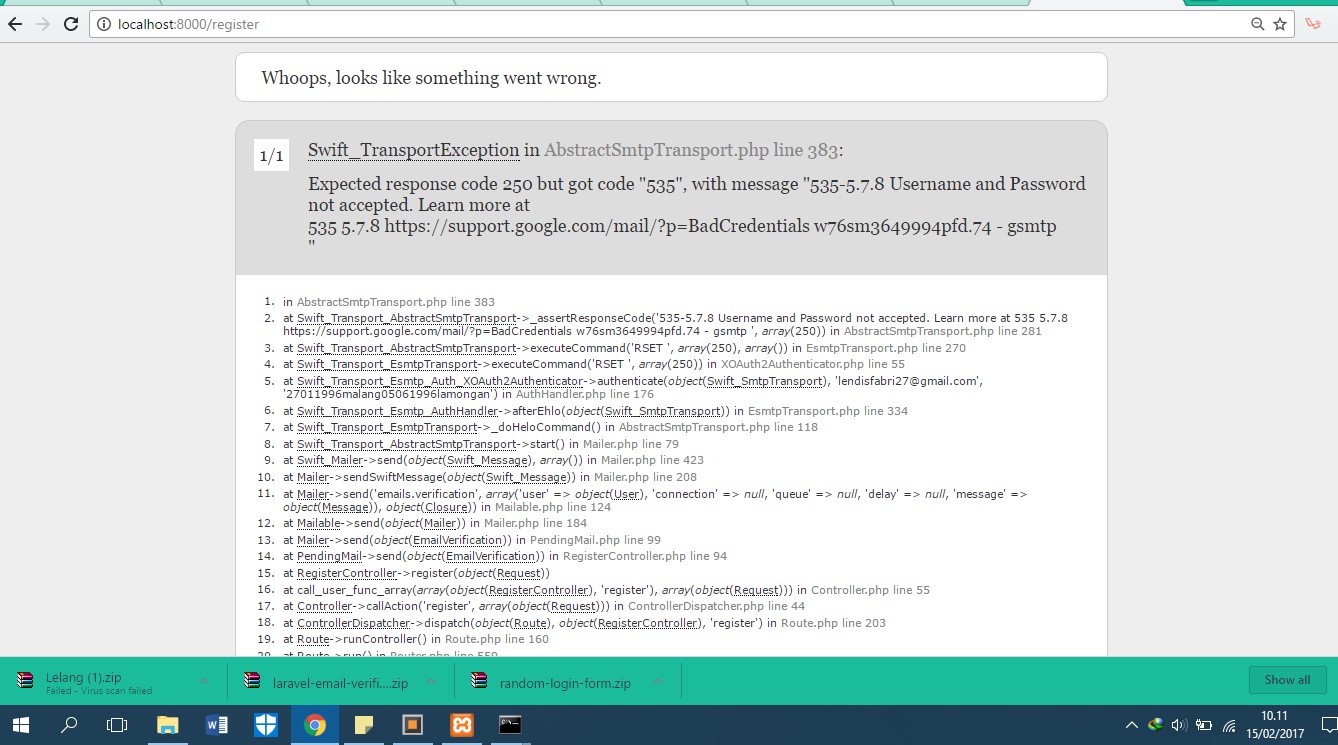 localhost:8000/register
Whoops, looks like something went wrong.
1/1
Swift_TransportException in AbstractSmtpTransport.php line 383:
Expected response code 250 but got code "535", with message "535-5.7.8 Username and Password
not accepted. Learn more at
535 5.7.8 https://support.google.com/mail/?p=BadCredentials w76sm3649994pfd.74 - gsmtp
"
1. in AbstractSmtpTransport.php line 383
2. at Swift_Transport_AbstractSmtpTransport->_assertResponseCode('535-5.7.8 Username and Password not accepted. Learn more at 535 5.7.8
https://support.google.com/mail/?p=BadCredentials w76sm3649994pfd.74 - gsmtp ', array(250)) in AbstractSmtpTransport.php line 281
3. at Swift_Transport_AbstractSmtpTransport->executeCommand('RSET ', array(250), array()) in EsmtpTransport.php line 270
4. at Swift_Transport_EsmtpTransport->executeCommand('RSET ', array(250)) in XOAuth2Authenticator.php line 55
5. at Swift_Transport_Esmtp_Auth_XOAuth2Authenticator->authenticate(object(Swift_SmtpTransport), 'lendisfabri27@gmail.com',
'27011996malang05061996lamongan') in AuthHandler.php line 176
6. at Swift_Transport_Esmtp_AuthHandler->afterEhlo(object(Swift_SmtpTransport)) in EsmtpTransport.php line 334
7. at Swift_Transport_EsmtpTransport->_doHeloCommand() in AbstractSmtpTransport.php line 118
8. at Swift_Transport_AbstractSmtpTransport->start() in Mailer.php line 79
9. at Swift_Mailer->send(object(Swift_Message), array()) in Mailer.php line 423
10. at Mailer->sendSwiftMessage(object(Swift_Message)) in Mailer.php line 208
11. at Mailer->send('emails.verification', array('user' => object(User), 'connection' => null, 'queue' => null, 'delay' => null, 'message' =>
object(Message)), object(Closure)) in Mailable.php line 124
12. at Mailable->send(object(Mailer)) in Mailer.php line 184
13. at Mailer->send(object(EmailVerification)) in PendingMail.php line 99
14. at PendingMail->send(object(EmailVerification)) in RegisterController.php line 94
15. at RegisterController->register(object(Request))
16. at call_user_func_array(array(object(RegisterController), 'register'), array(object(Request))) in Controller.php line 55
17. at Controller->callAction('register', array(object(Request))) in ControllerDispatcher.php line 44
18. at ControllerDispatcher->dispatch(object(Route), object(RegisterController), 'register') in Route.php line 203
19. at Route->runController() in Route.php line 160
20. at Route->run() in Router.php line 559
Lelang (1).zip
Failed - Virus scan failed
laravel-email-verifi....zip
random-login-form.zip
Show all
10.11
15/02/2017